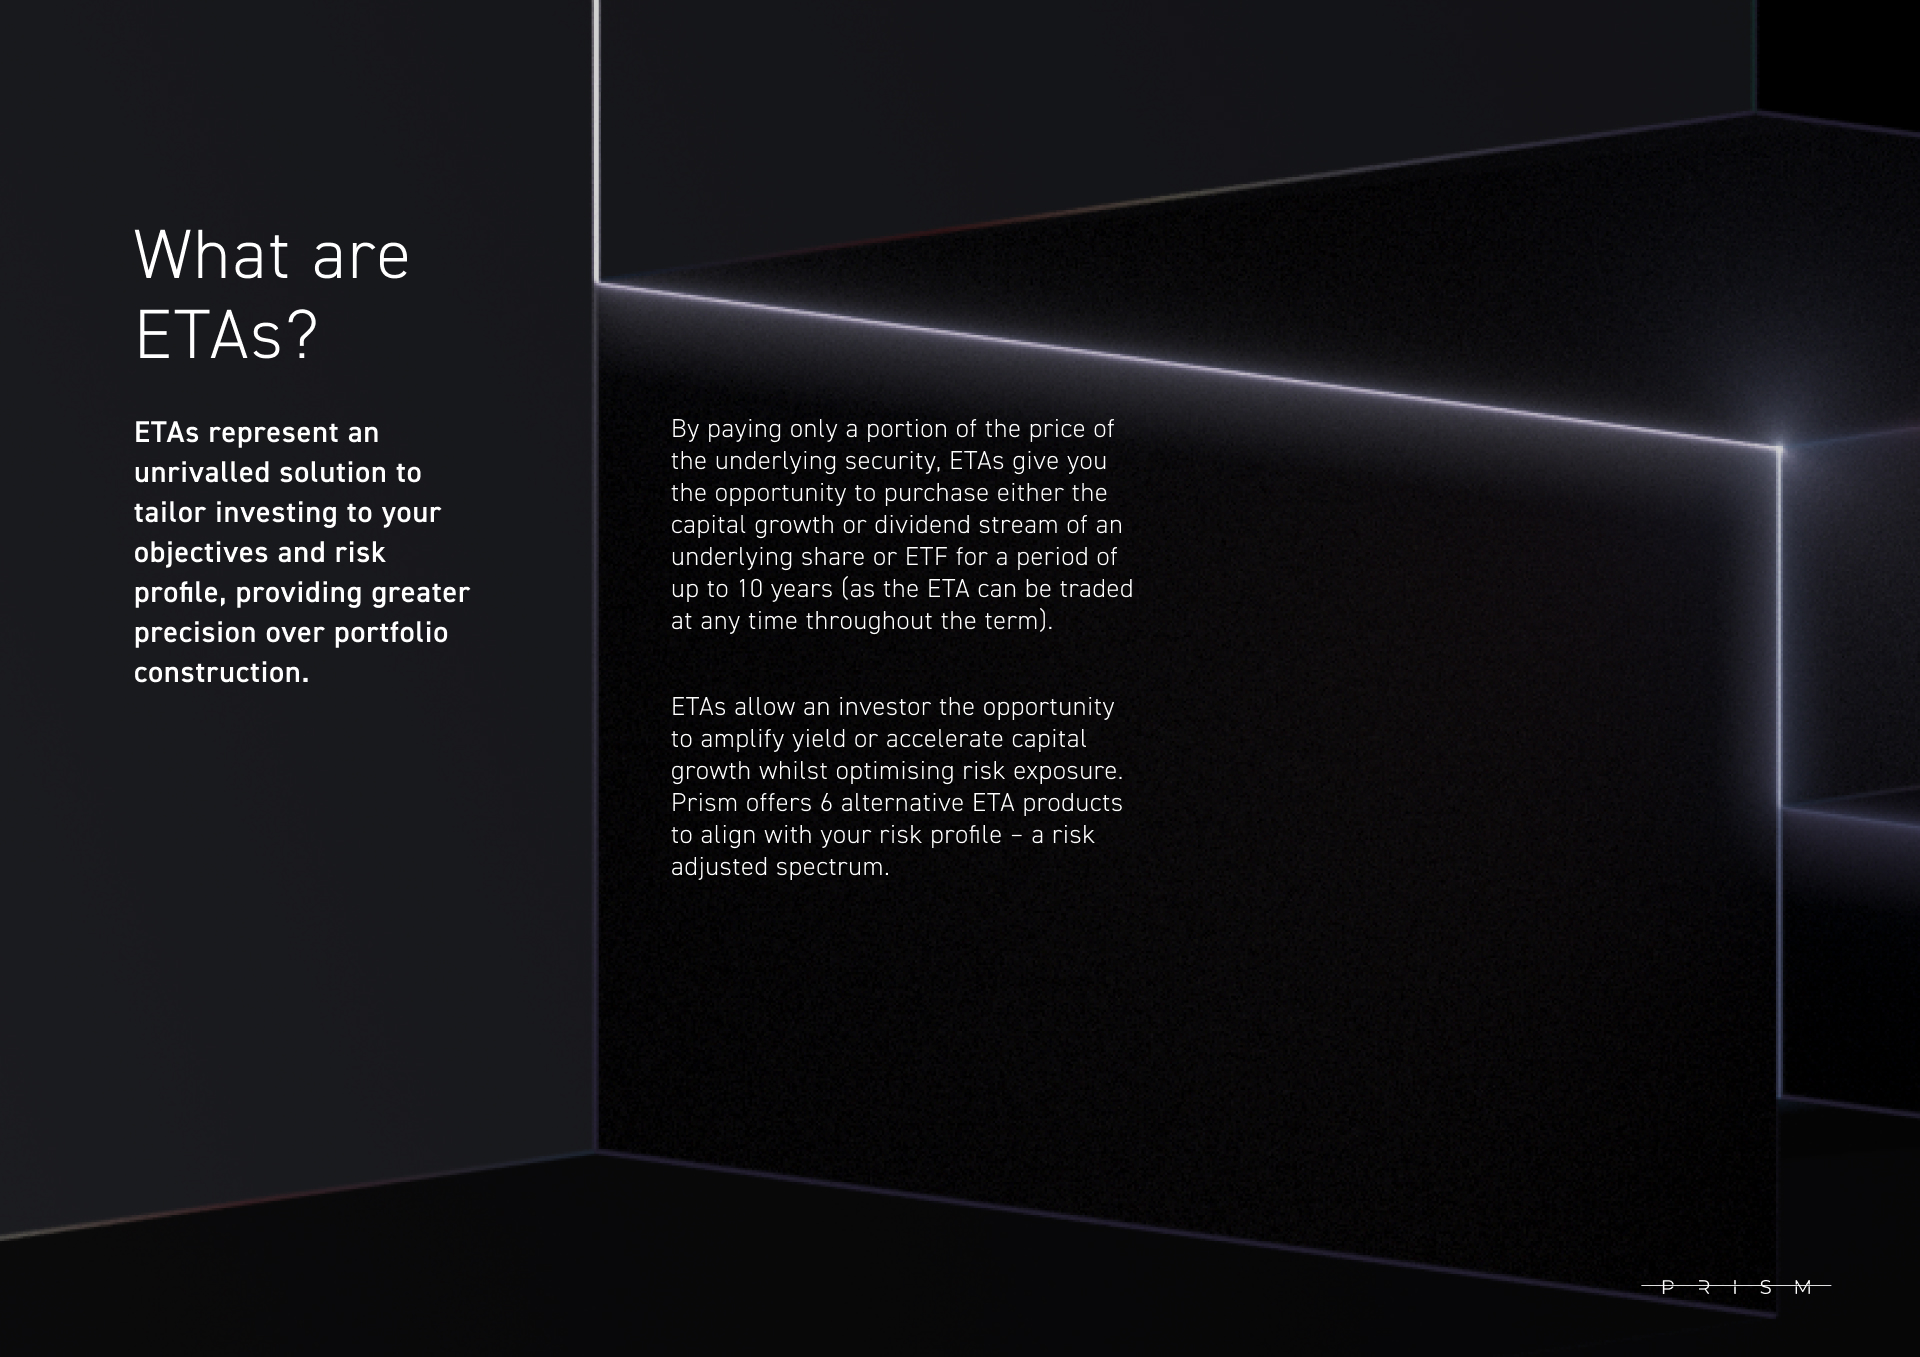 What are
ETAs?
ETAs represent an
unrivalled solution to
tailor investing to your
objectives and risk
profile, providing greater
precision over portfolio
construction.
By paying only a portion of the price of
the underlying security, ETAs give you
the opportunity to purchase either the
capital growth or dividend stream of an
underlying share or ETF for a period of
up to 10 years (as the ETA can be traded
at any time throughout the term).
ETAs allow an investor the opportunity
to amplify yield or accelerate capital
growth whilst optimising risk exposure.
Prism offers 6 alternative ETA products
to align with your risk profile – a risk
adjusted spectrum.
PRISM